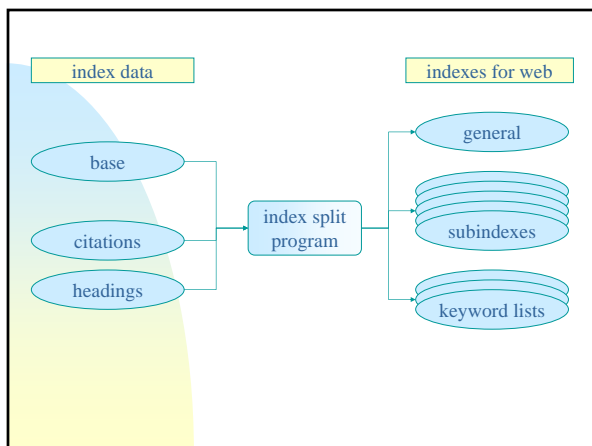 index data
indexes for web
general
base
index split
program
subindexes
citations
headings
keyword lists